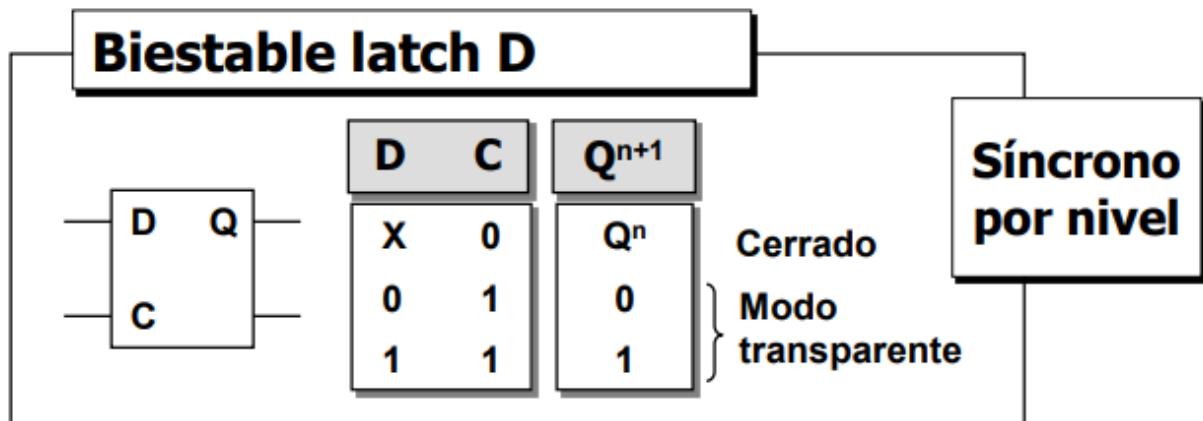 Biestable latch D
Síncrono
por nivel
D C Qⁿ⁺¹
D Q
C
X 0 Qⁿ Cerrado
0 1 0 Modo
1 1 1 transparente